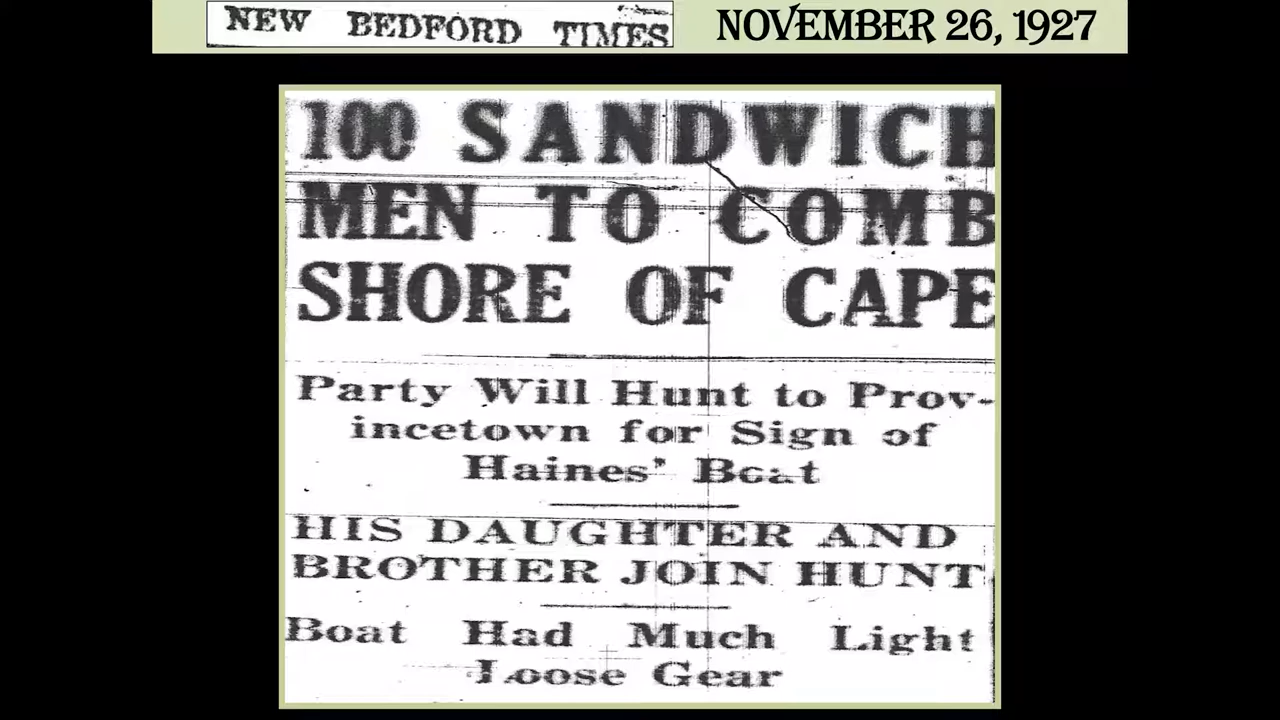 NEW BEDFORD TIMES
NOVEMBER 26, 1927
100 SANDWICH
MEN TO COMB
SHORE OF CAPE
Party Will Hunt to Prov-
incetown for Sign of
Haines' Boat
HIS DAUGHTER AND
BROTHER JOIN HUNT
Boat Had Much Light
Loose Gear